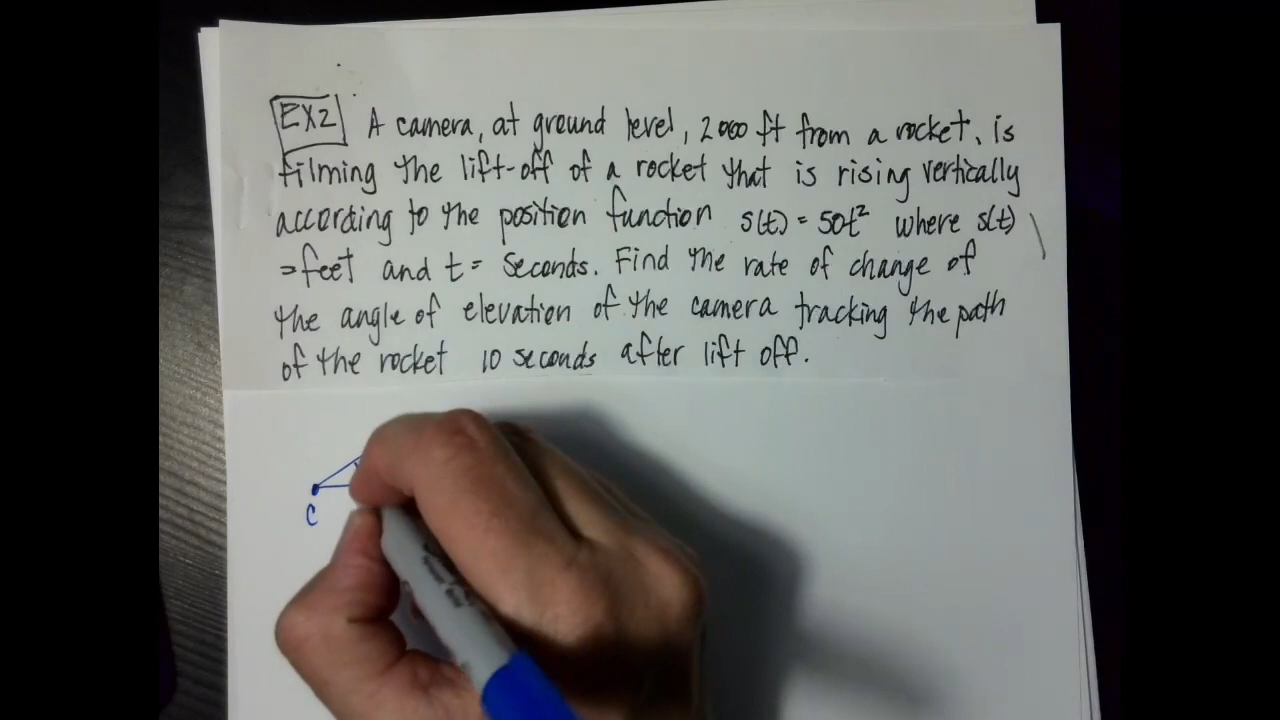 EX2 A camera, at ground level, 2000 ft from a rocket, is
filming the lift-off of a rocket that is rising vertically
according to the position function s(t) = 50t² where s(t)
= feet and t = seconds. Find the rate of change of
the angle of elevation of the camera tracking the path
of the rocket 10 seconds after lift off.
C